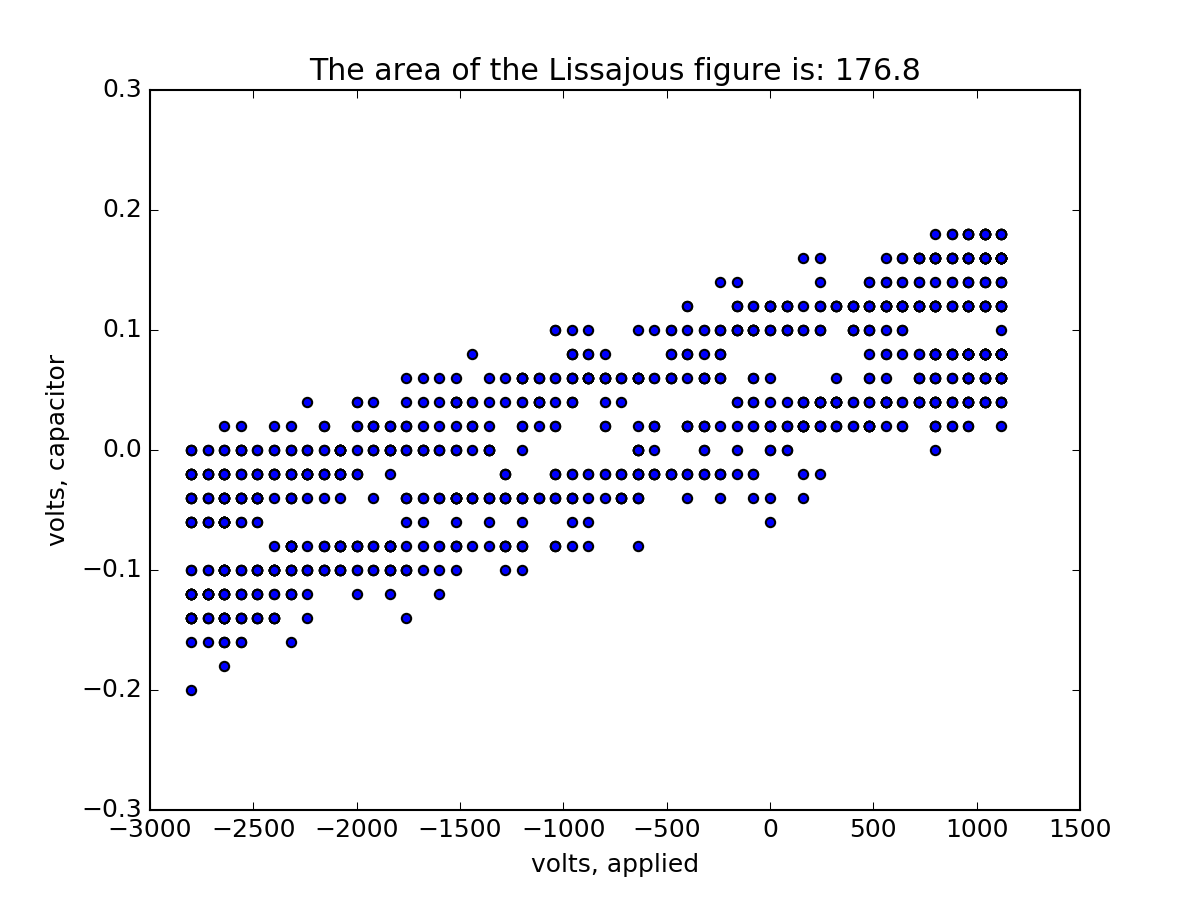 The area of the Lissajous figure is: 176.8
0.3
0.2
0.1
0.0
−0.1
−0.2
−0.3
volts, capacitor
−3000 −2500 −2000 −1500 −1000 −500 0 500 1000 1500
volts, applied